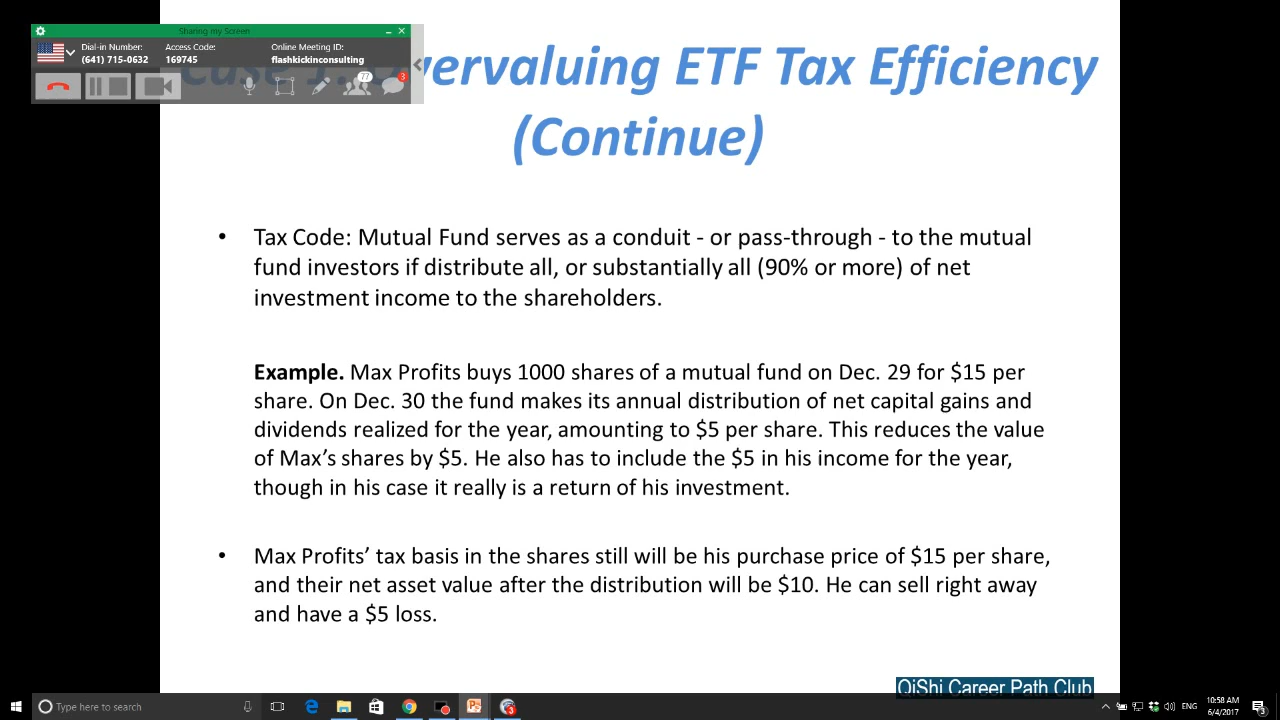 Sharing my Screen
Dial-in Number: Access Code: Online Meeting ID:
(641) 715-0632 169745 flashkickinconsulting
77 3
vervaluing ETF Tax Efficiency
(Continue)
• Tax Code: Mutual Fund serves as a conduit - or pass-through - to the mutual
fund investors if distribute all, or substantially all (90% or more) of net
investment income to the shareholders.
Example. Max Profits buys 1000 shares of a mutual fund on Dec. 29 for $15 per
share. On Dec. 30 the fund makes its annual distribution of net capital gains and
dividends realized for the year, amounting to $5 per share. This reduces the value
of Max’s shares by $5. He also has to include the $5 in his income for the year,
though in his case it really is a return of his investment.
• Max Profits’ tax basis in the shares still will be his purchase price of $15 per share,
and their net asset value after the distribution will be $10. He can sell right away
and have a $5 loss.
QiShi Career Path Club
Type here to search
ENG
10:58 AM
6/4/2017
3